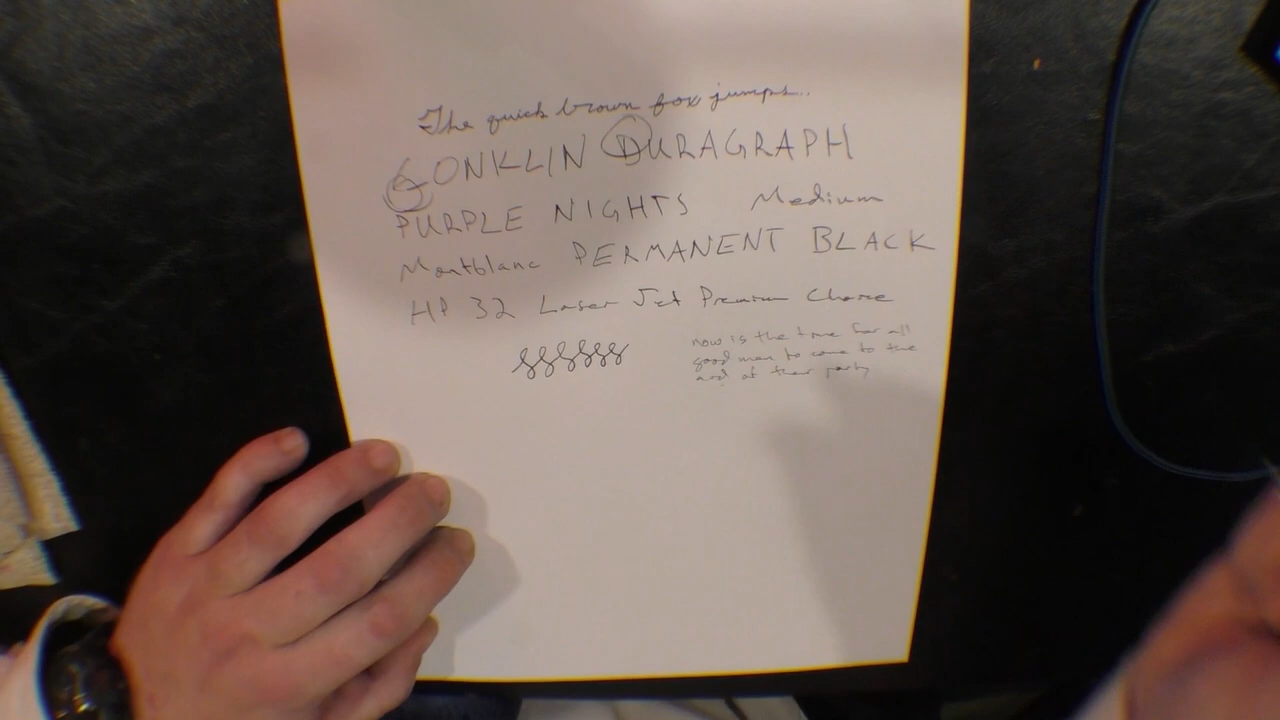 The quick brown fox jumps..
CONKLIN DURAGRAPH
PURPLE NIGHTS Medium
Montblanc PERMANENT BLACK
HP 32 Laser Jet Premium Choice
now is the time for all
good men to come to the
aid of their party